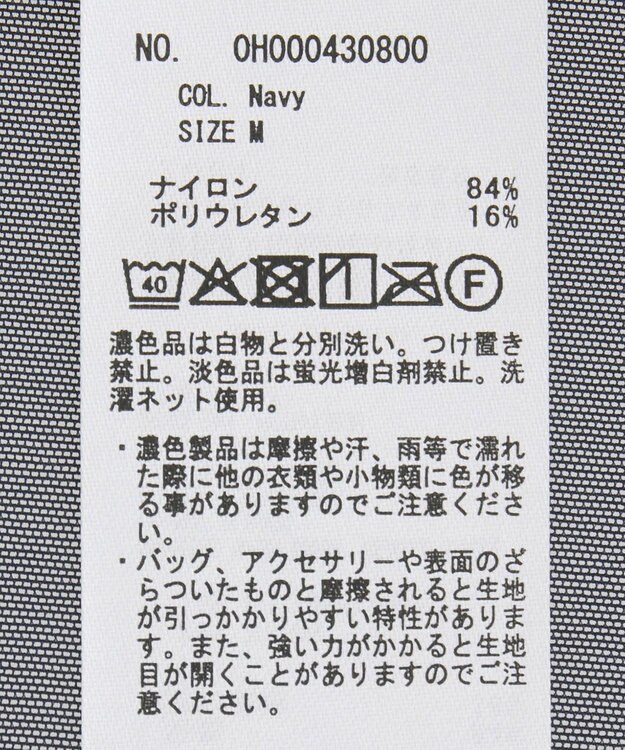 NO. 0H000430800
COL. Navy
SIZE M
ナイロン 84%
ポリウレタン 16%
40
F
濃色品は白物と分別洗い。つけ置き
禁止。淡色品は蛍光増白剤禁止。洗
濯ネット使用。
・濃色製品は摩擦や汗、雨等で濡れ
た際に他の衣類や小物類に色が移
る事がありますのでご注意くださ
い。
・バッグ、アクセサリーや表面のざ
らついたものと摩擦されると生地
が引っかかりやすい特性がありま
す。また、強い力がかかると生地
目が開くことがありますのでご注
意ください。